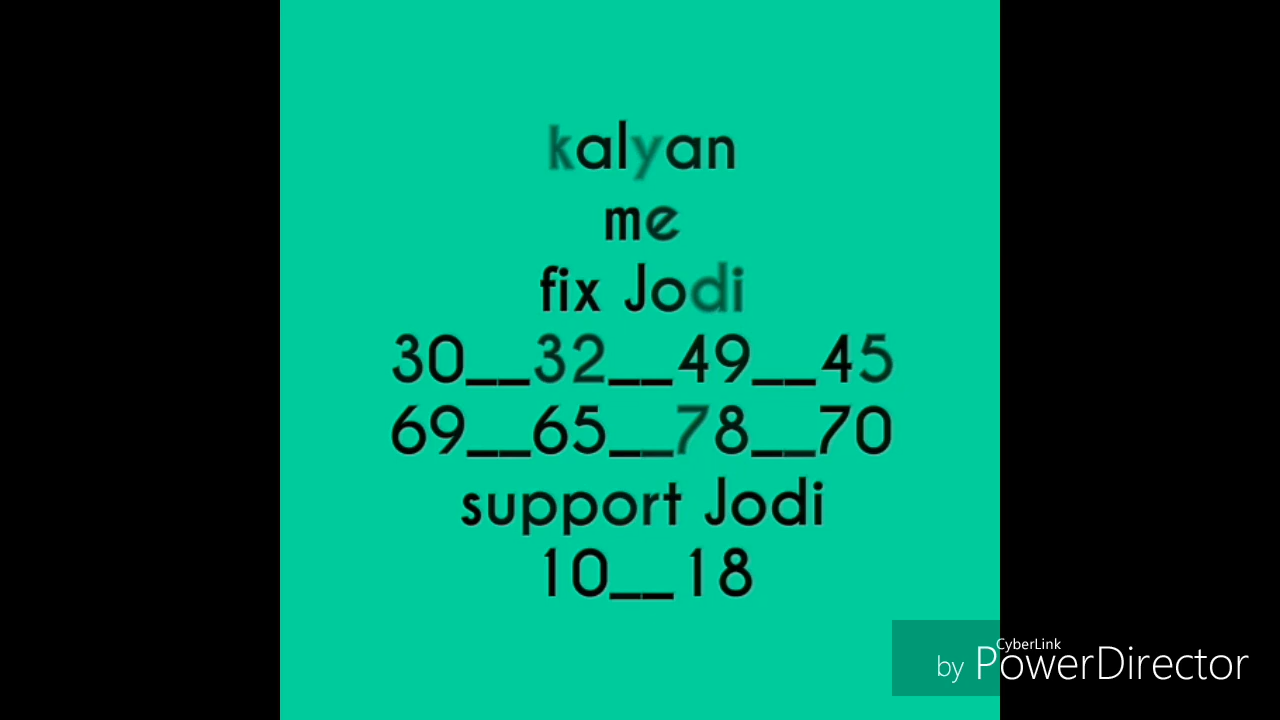 kalyan
me
fix Jodi
30__32__49__45
69__65__78__70
support Jodi
10__18
CyberLink
by PowerDirector